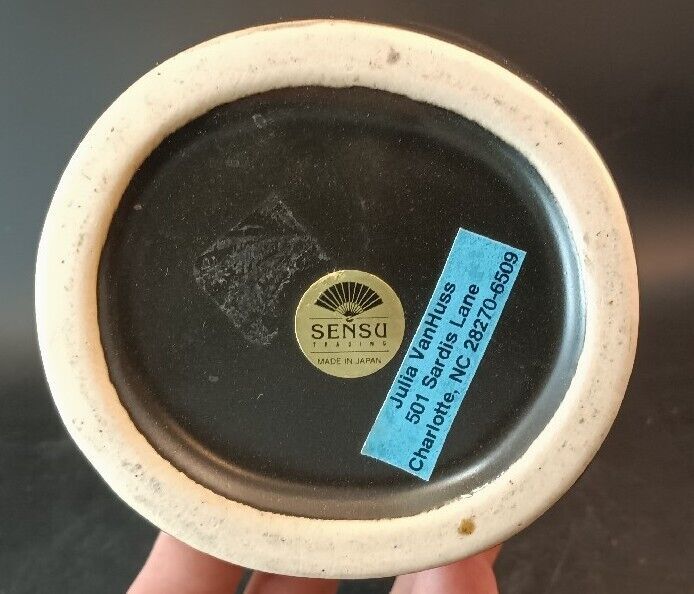 SENSU
TRADING
MADE IN JAPAN
Julia VanHuss
501 Sardis Lane
Charlotte, NC 28270-6509